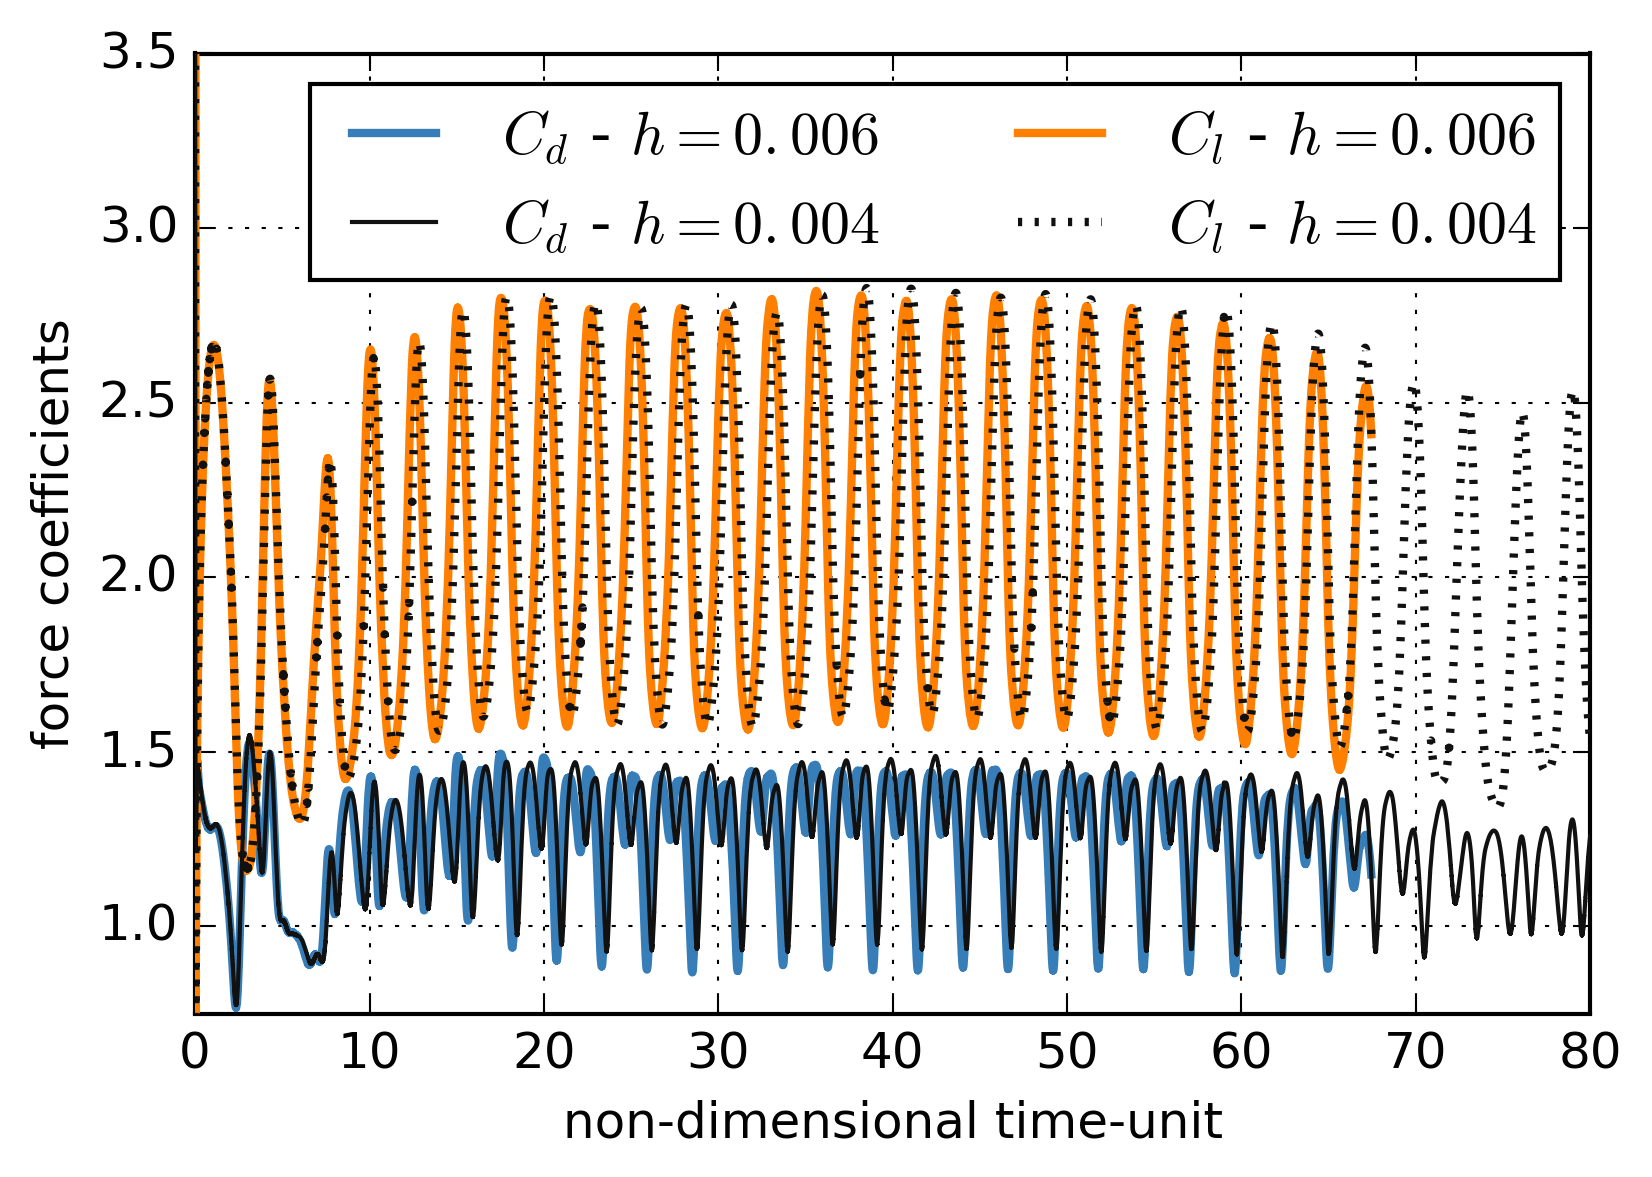 3.5
3.0
2.5
2.0
1.5
1.0
force coefficients
C_d - h = 0.006
C_l - h = 0.006
C_d - h = 0.004
C_l - h = 0.004
0 10 20 30 40 50 60 70 80
non-dimensional time-unit